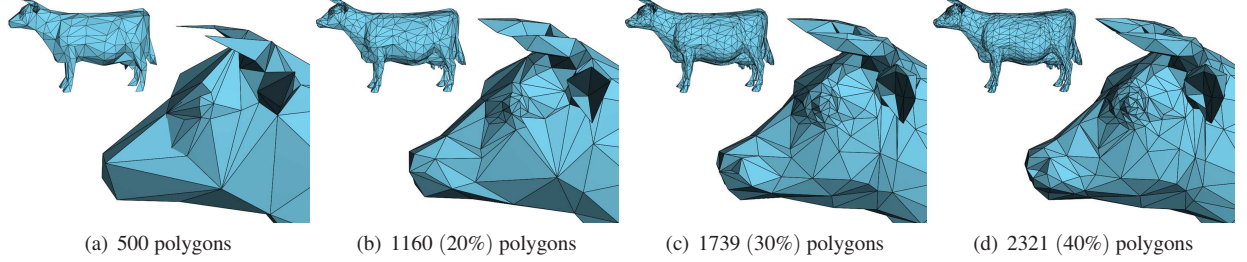 (a) 500 polygons
(b) 1160 (20%) polygons
(c) 1739 (30%) polygons
(d) 2321 (40%) polygons